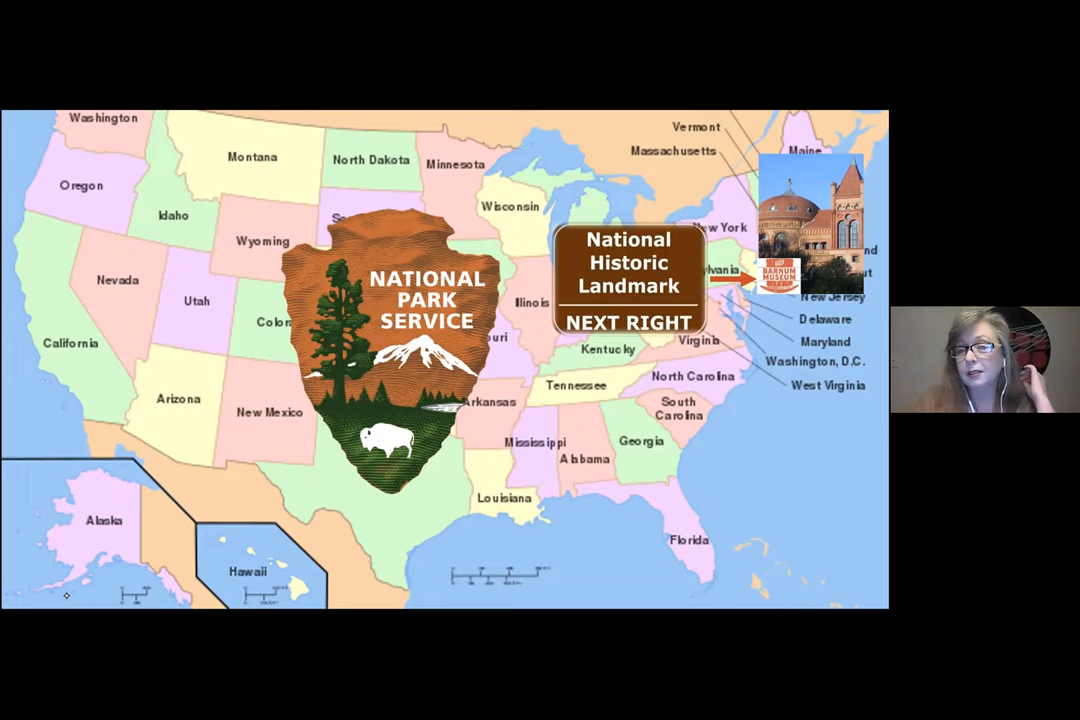 Washington
Montana
North Dakota
Minnesota
Vermont
Massachusetts
Maine
Oregon
Idaho
Wyoming
Wisconsin
New York
National
Historic
Landmark
NEXT RIGHT
BARNUM
MUSEUM
NATIONAL
PARK
SERVICE
Nevada
Utah
Illinois
New Jersey
Delaware
Maryland
Washington, D.C.
West Virginia
California
Kentucky
Virginia
Arizona
New Mexico
Arkansas
Tennessee
North Carolina
South
Carolina
Mississippi
Alabama
Georgia
Louisiana
Florida
Alaska
Hawaii